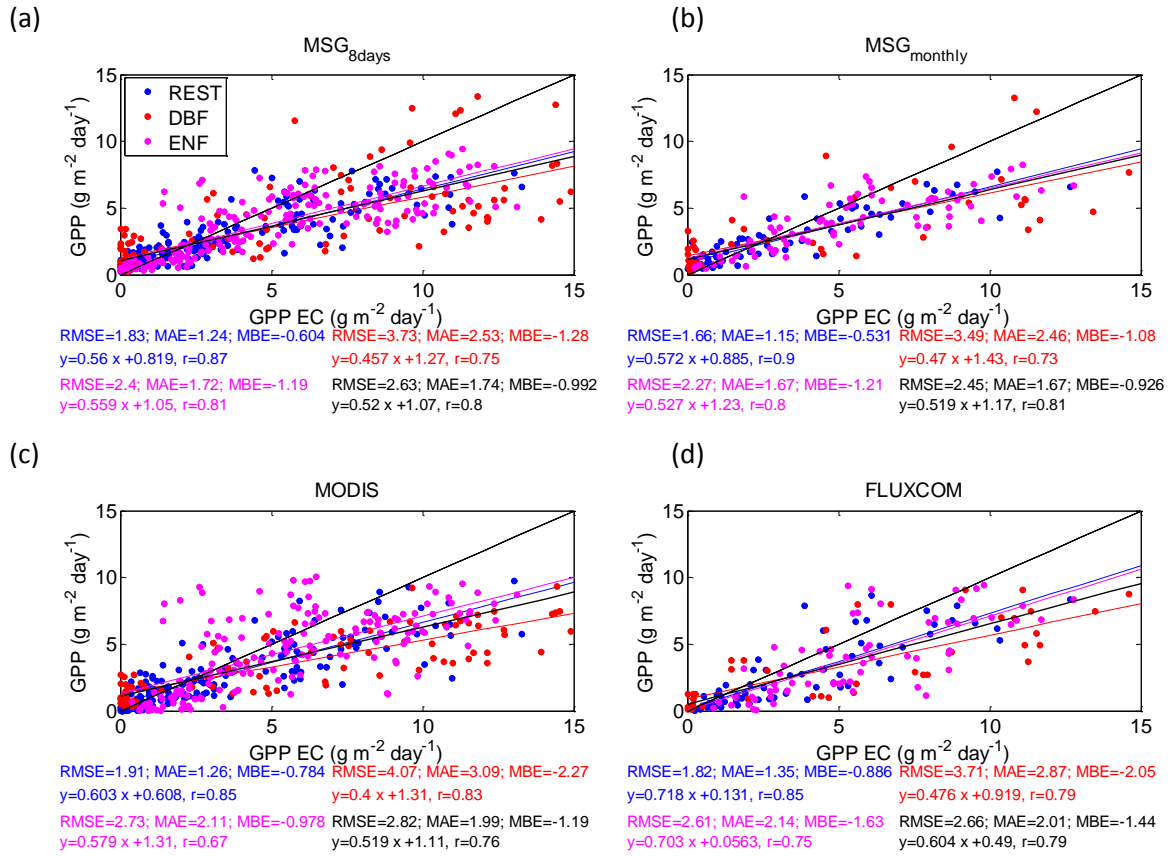 (a)
MSG8days
15
10
5
0
GPP (g m-2 day-1)
REST
DBF
ENF
0 5 10 15
GPP EC (g m-2 day-1)
RMSE=1.83; MAE=1.24; MBE=-0.604
y=0.56 x +0.819, r=0.87
RMSE=3.73; MAE=2.53; MBE=-1.28
y=0.457 x +1.27, r=0.75
RMSE=2.4; MAE=1.72; MBE=-1.19
y=0.559 x +1.05, r=0.81
RMSE=2.63; MAE=1.74; MBE=-0.992
y=0.52 x +1.07, r=0.8
(b)
MSGmonthly
15
10
5
0
GPP (g m-2 day-1)
0 5 10 15
GPP EC (g m-2 day-1)
RMSE=1.66; MAE=1.15; MBE=-0.531
y=0.572 x +0.885, r=0.9
RMSE=3.49; MAE=2.46; MBE=-1.08
y=0.47 x +1.43, r=0.73
RMSE=2.27; MAE=1.67; MBE=-1.21
y=0.527 x +1.23, r=0.8
RMSE=2.45; MAE=1.67; MBE=-0.926
y=0.519 x +1.17, r=0.81
(c)
MODIS
15
10
5
0
GPP (g m-2 day-1)
0 5 10 15
GPP EC (g m-2 day-1)
RMSE=1.91; MAE=1.26; MBE=-0.784
y=0.603 x +0.608, r=0.85
RMSE=4.07; MAE=3.09; MBE=-2.27
y=0.4 x +1.31, r=0.83
RMSE=2.73; MAE=2.11; MBE=-0.978
y=0.579 x +1.31, r=0.67
RMSE=2.82; MAE=1.99; MBE=-1.19
y=0.519 x +1.11, r=0.76
(d)
FLUXCOM
15
10
5
0
GPP (g m-2 day-1)
0 5 10 15
GPP EC (g m-2 day-1)
RMSE=1.82; MAE=1.35; MBE=-0.886
y=0.718 x +0.131, r=0.85
RMSE=3.71; MAE=2.87; MBE=-2.05
y=0.476 x +0.919, r=0.79
RMSE=2.61; MAE=2.14; MBE=-1.63
y=0.703 x +0.0563, r=0.75
RMSE=2.66; MAE=2.01; MBE=-1.44
y=0.604 x +0.49, r=0.79